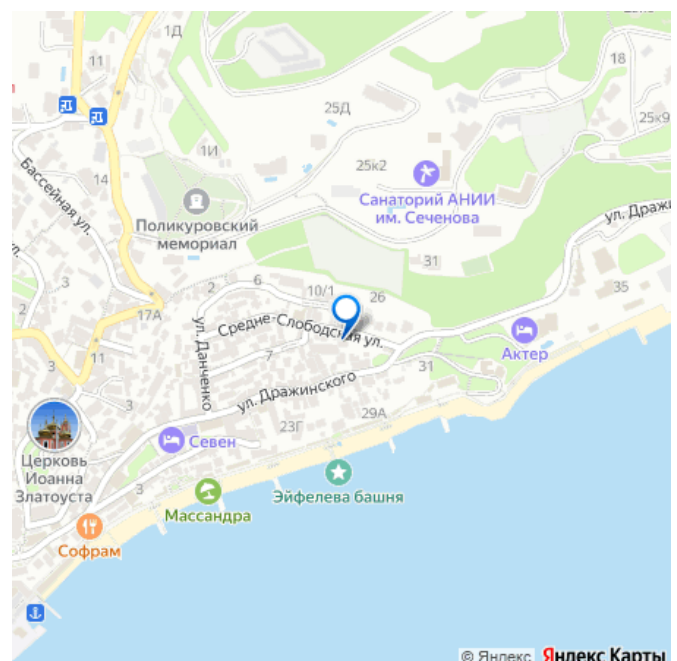 1Д
18
11
25Д
25к9
1И
25к2
14
Бассейная ул.
Санаторий АНИИ
им. Сеченова
Поликуровский
мемориал
ул. Дражи
31
3
6
2
2
10/1
26
35
17А
Средне-Слободская ул.
Актер
ул. Данченко
7
11
3
31
ул. Дражинского
3
29А
23Г
Севен
Церковь
Иоанна
Златоуста
3
Эйфелева башня
Массандра
Софрам
© Яндекс Яндекс Карты